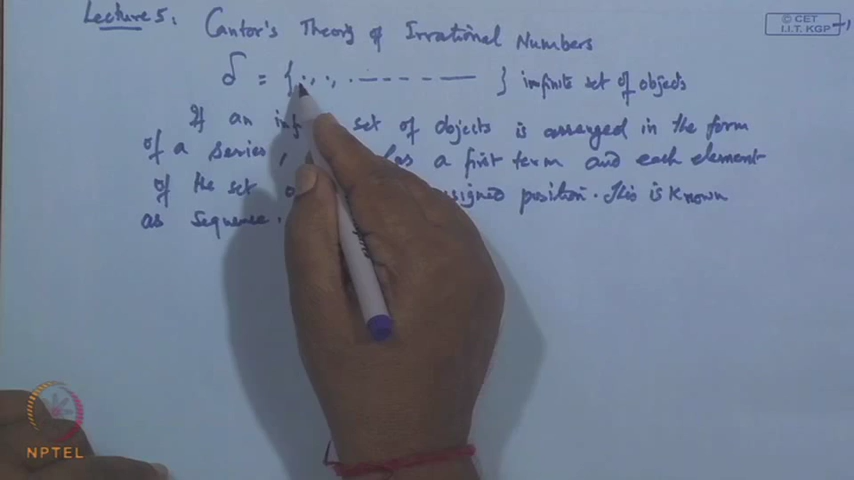 Lecture 5: Cantor's Theory of Irrational Numbers
© CET
I.I.T. KGP
δ = { ., ., . - - - - - } infinite set of objects
If an inf set of objects is arranged in the form
of a series, has a first term and each element
of the set position. This is known
as sequence.
NPTEL